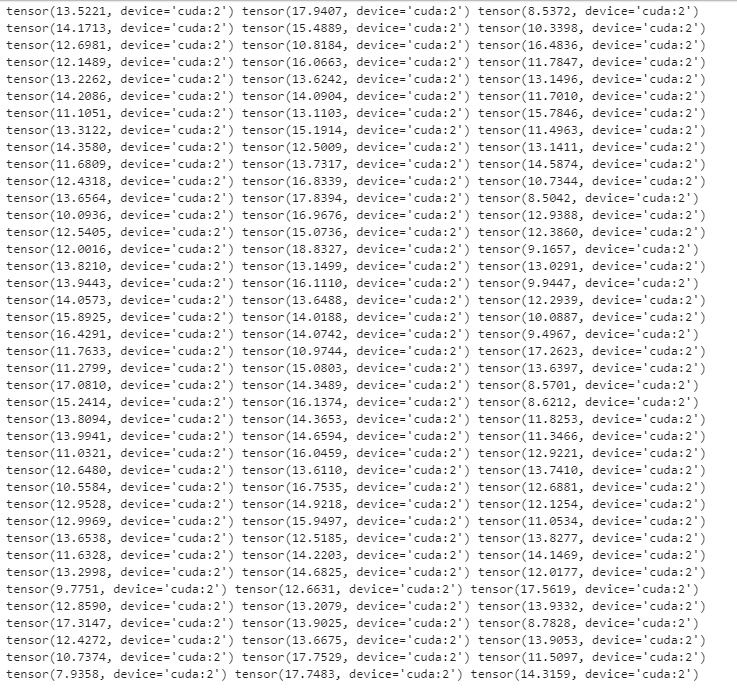 tensor(13.5221, device='cuda:2') tensor(17.9407, device='cuda:2') tensor(8.5372, device='cuda:2')
tensor(14.1713, device='cuda:2') tensor(15.4889, device='cuda:2') tensor(10.3398, device='cuda:2')
tensor(12.6981, device='cuda:2') tensor(10.8184, device='cuda:2') tensor(16.4836, device='cuda:2')
tensor(12.1489, device='cuda:2') tensor(16.0663, device='cuda:2') tensor(11.7847, device='cuda:2')
tensor(13.2262, device='cuda:2') tensor(13.6242, device='cuda:2') tensor(13.1496, device='cuda:2')
tensor(14.2086, device='cuda:2') tensor(14.0904, device='cuda:2') tensor(11.7010, device='cuda:2')
tensor(11.1051, device='cuda:2') tensor(13.1103, device='cuda:2') tensor(15.7846, device='cuda:2')
tensor(13.3122, device='cuda:2') tensor(15.1914, device='cuda:2') tensor(11.4963, device='cuda:2')
tensor(14.3580, device='cuda:2') tensor(12.5009, device='cuda:2') tensor(13.1411, device='cuda:2')
tensor(11.6809, device='cuda:2') tensor(13.7317, device='cuda:2') tensor(14.5874, device='cuda:2')
tensor(12.4318, device='cuda:2') tensor(16.8339, device='cuda:2') tensor(10.7344, device='cuda:2')
tensor(13.6564, device='cuda:2') tensor(17.8394, device='cuda:2') tensor(8.5042, device='cuda:2')
tensor(10.0936, device='cuda:2') tensor(16.9676, device='cuda:2') tensor(12.9388, device='cuda:2')
tensor(12.5405, device='cuda:2') tensor(15.0736, device='cuda:2') tensor(12.3860, device='cuda:2')
tensor(12.0016, device='cuda:2') tensor(18.8327, device='cuda:2') tensor(9.1657, device='cuda:2')
tensor(13.8210, device='cuda:2') tensor(13.1499, device='cuda:2') tensor(13.0291, device='cuda:2')
tensor(13.9443, device='cuda:2') tensor(16.1110, device='cuda:2') tensor(9.9447, device='cuda:2')
tensor(14.0573, device='cuda:2') tensor(13.6488, device='cuda:2') tensor(12.2939, device='cuda:2')
tensor(15.8925, device='cuda:2') tensor(14.0188, device='cuda:2') tensor(10.0887, device='cuda:2')
tensor(16.4291, device='cuda:2') tensor(14.0742, device='cuda:2') tensor(9.4967, device='cuda:2')
tensor(11.7633, device='cuda:2') tensor(10.9744, device='cuda:2') tensor(17.2623, device='cuda:2')
tensor(11.2799, device='cuda:2') tensor(15.0803, device='cuda:2') tensor(13.6397, device='cuda:2')
tensor(17.0810, device='cuda:2') tensor(14.3489, device='cuda:2') tensor(8.5701, device='cuda:2')
tensor(15.2414, device='cuda:2') tensor(16.1374, device='cuda:2') tensor(8.6212, device='cuda:2')
tensor(13.8094, device='cuda:2') tensor(14.3653, device='cuda:2') tensor(11.8253, device='cuda:2')
tensor(13.9941, device='cuda:2') tensor(14.6594, device='cuda:2') tensor(11.3466, device='cuda:2')
tensor(11.0321, device='cuda:2') tensor(16.0459, device='cuda:2') tensor(12.9221, device='cuda:2')
tensor(12.6480, device='cuda:2') tensor(13.6110, device='cuda:2') tensor(13.7410, device='cuda:2')
tensor(10.5584, device='cuda:2') tensor(16.7535, device='cuda:2') tensor(12.6881, device='cuda:2')
tensor(12.9528, device='cuda:2') tensor(14.9218, device='cuda:2') tensor(12.1254, device='cuda:2')
tensor(12.9969, device='cuda:2') tensor(15.9497, device='cuda:2') tensor(11.0534, device='cuda:2')
tensor(13.6538, device='cuda:2') tensor(12.5185, device='cuda:2') tensor(13.8277, device='cuda:2')
tensor(11.6328, device='cuda:2') tensor(14.2203, device='cuda:2') tensor(14.1469, device='cuda:2')
tensor(13.2998, device='cuda:2') tensor(14.6825, device='cuda:2') tensor(12.0177, device='cuda:2')
tensor(9.7751, device='cuda:2') tensor(12.6631, device='cuda:2') tensor(17.5619, device='cuda:2')
tensor(12.8590, device='cuda:2') tensor(13.2079, device='cuda:2') tensor(13.9332, device='cuda:2')
tensor(17.3147, device='cuda:2') tensor(13.9025, device='cuda:2') tensor(8.7828, device='cuda:2')
tensor(12.4272, device='cuda:2') tensor(13.6675, device='cuda:2') tensor(13.9053, device='cuda:2')
tensor(10.7374, device='cuda:2') tensor(17.7529, device='cuda:2') tensor(11.5097, device='cuda:2')
tensor(7.9358, device='cuda:2') tensor(17.7483, device='cuda:2') tensor(14.3159, device='cuda:2')